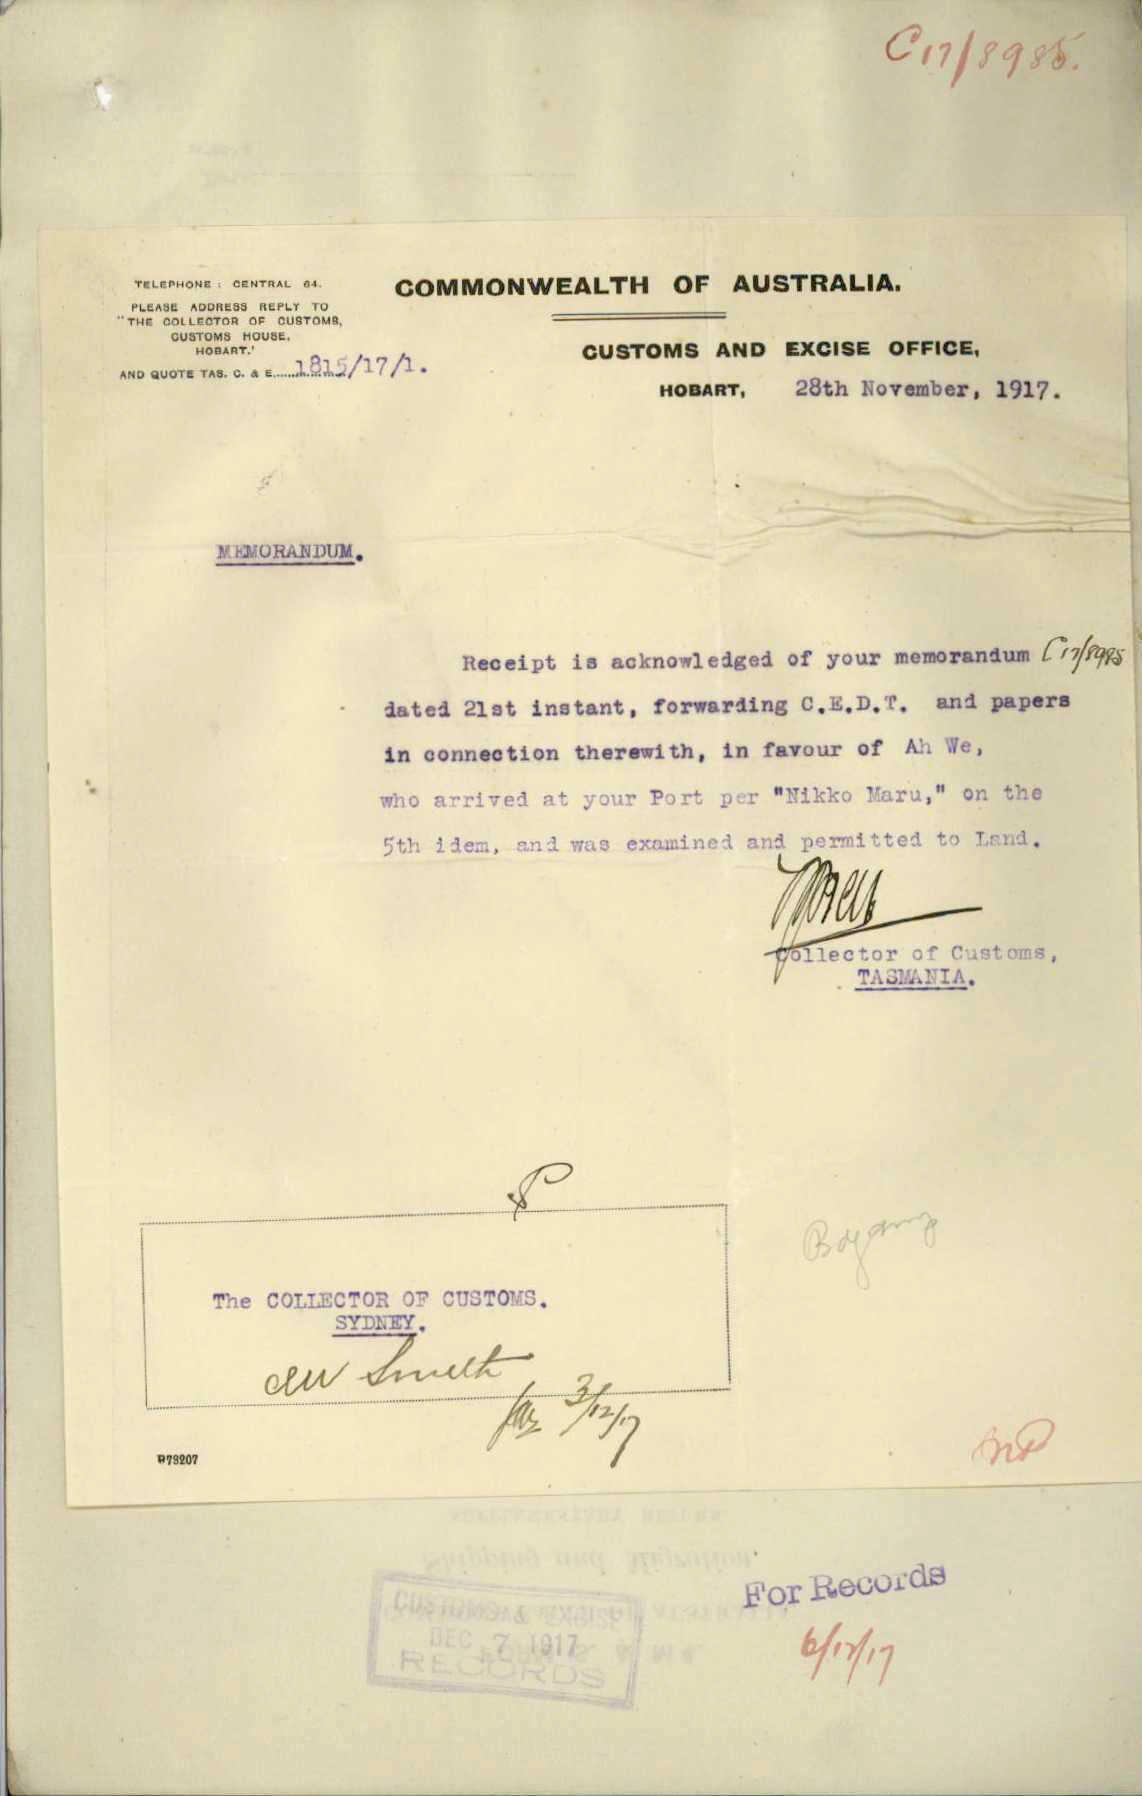 C17/8985.
TELEPHONE: CENTRAL 64.
PLEASE ADDRESS REPLY TO
"THE COLLECTOR OF CUSTOMS,
CUSTOMS HOUSE,
HOBART.'
AND QUOTE TAS. C. & E. 1815/17/1.
COMMONWEALTH OF AUSTRALIA.
CUSTOMS AND EXCISE OFFICE,
HOBART, 28th November, 1917.
MEMORANDUM.
Receipt is acknowledged of your memorandum C17/8985
dated 21st instant, forwarding C.E.D.T. and papers
in connection therewith, in favour of Ah We,
who arrived at your Port per "Nikko Maru," on the
5th idem, and was examined and permitted to Land.
Collector of Customs,
TASMANIA.
The COLLECTOR OF CUSTOMS.
SYDNEY.
Smith
3/12/17
R73207
For Records
6/12/17
CUSTOMS & EXCISE
DEC 7 1917
RECORDS